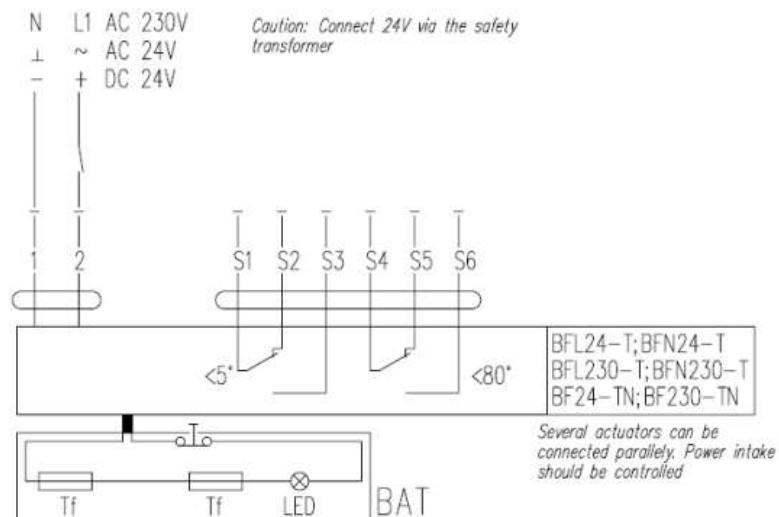 N L1 AC 230V
⊥ ~ AC 24V
− + DC 24V
Caution: Connect 24V via the safety
transformer
1 2 S1 S2 S3 S4 S5 S6
<5° <80°
BFL24-T;BFN24-T
BFL230-T;BFN230-T
BF24-TN;BF230-TN
Several actuators can be
connected parallely. Power intake
should be controlled
Tf Tf LED BAT